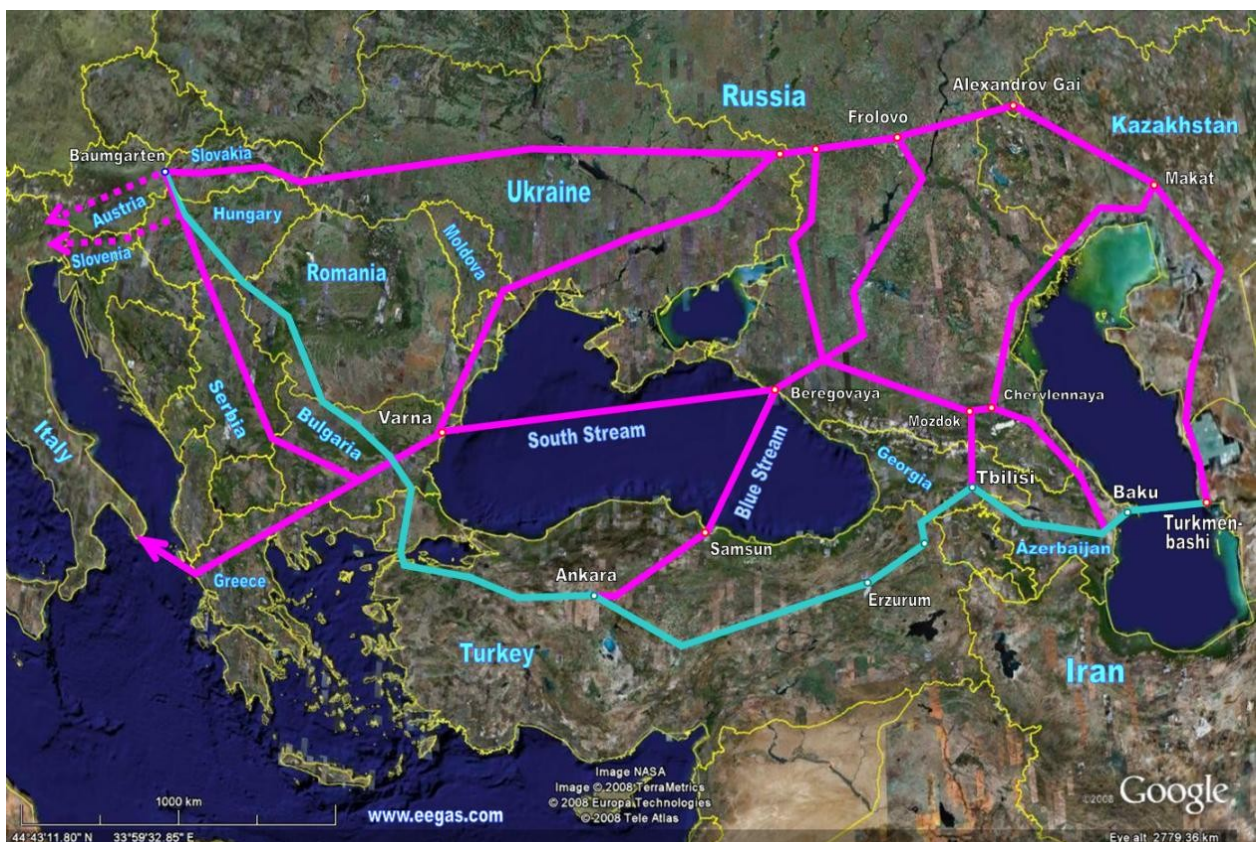 Alexandrov Gai
Russia
Frolovo
Kazakhstan
Baumgarten
Slovakia
Makat
Ukraine
Austria
Hungary
Moldova
Slovenia
Romania
Serbia
Varna
Bulgaria
Beregovaya
Chervlennaya
Mozdok
Italy
South Stream
Blue Stream
Georgia
Tbilisi
Baku
Turkmen-
bashi
Samsun
Azerbaijan
Ankara
Greece
Erzurum
Turkey
Iran
Image NASA
Image © 2008 TerraMetrics
© 2008 Europa Technologies
© 2008 Tele Atlas
1000 km
www.eegas.com
©2008 Google
44°43'11.80" N 33°59'32.85" E
Eye alt 2779.36 km